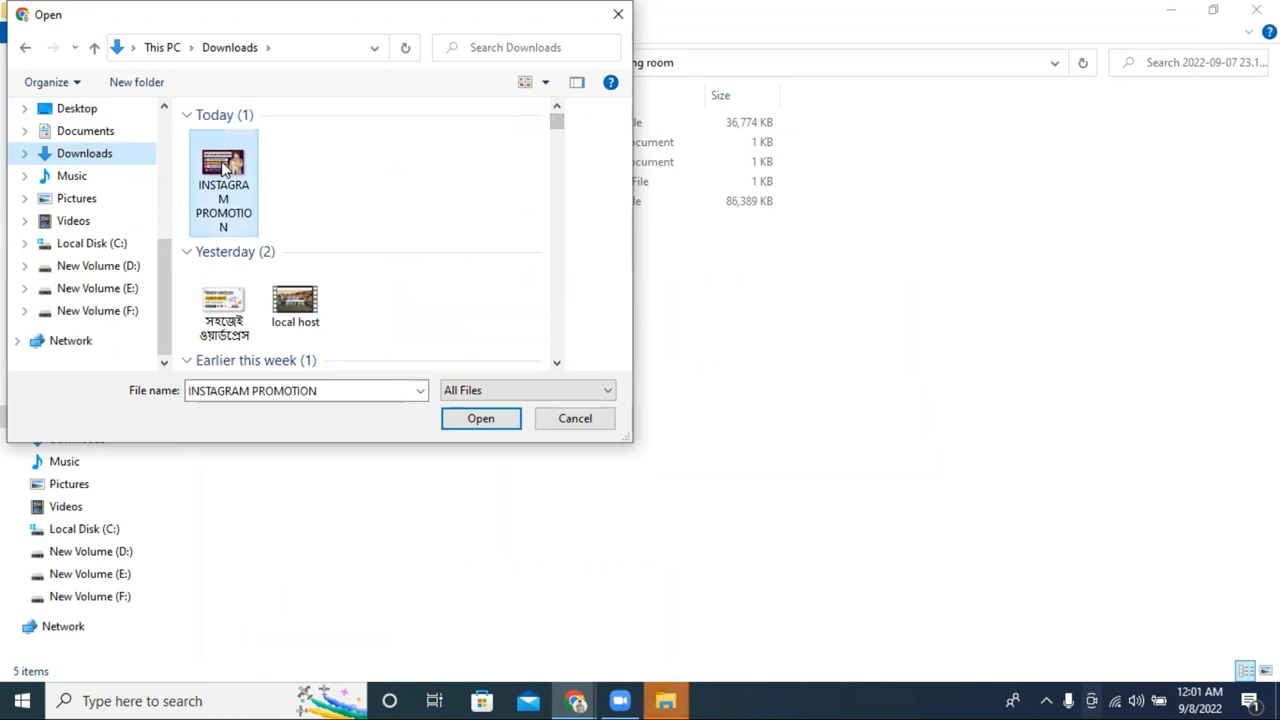 Open
This PC
Downloads
Search Downloads
Organize
New folder
Desktop
Documents
Downloads
Music
Pictures
Videos
Local Disk (C:)
New Volume (D:)
New Volume (E:)
New Volume (F:)
Network
Today (1)
INSTAGRA
M
PROMOTIO
N
Yesterday (2)
সহজেই
ওয়ার্ডপ্রেস
local host
Earlier this week (1)
File name:
INSTAGRAM PROMOTION
All Files
Open
Cancel
ng room
Search 2022-09-07 23.1...
Size
le
36,774 KB
ocument
1 KB
ocument
1 KB
File
1 KB
le
86,389 KB
Music
Pictures
Videos
Local Disk (C:)
New Volume (D:)
New Volume (E:)
New Volume (F:)
Network
5 items
Type here to search
12:01 AM
9/8/2022
1